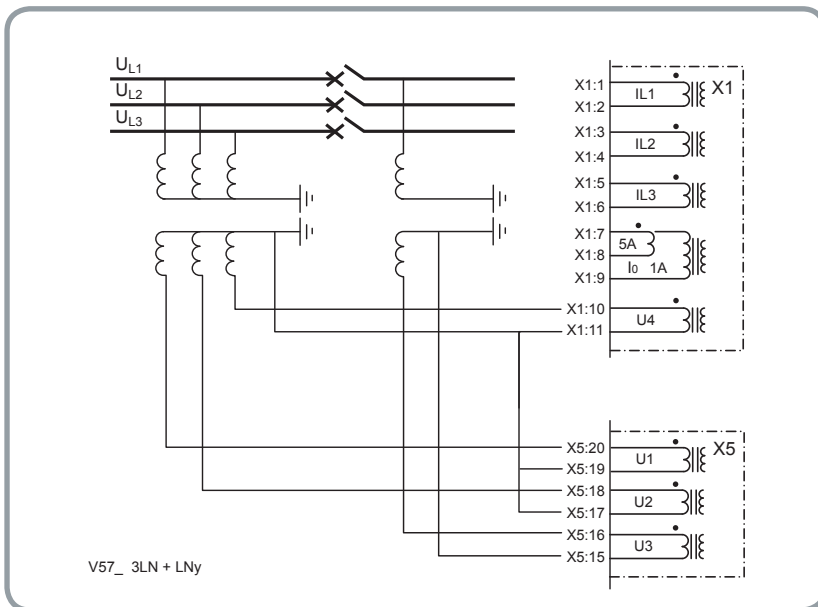 UL1
UL2
UL3
X1:1
X1:2
IL1
X1
X1:3
X1:4
IL2
X1:5
X1:6
IL3
X1:7
X1:8
X1:9
5A
I0 1A
X1:10
X1:11
U4
X5:20
X5:19
U1
X5
X5:18
X5:17
U2
X5:16
X5:15
U3
V57_ 3LN + LNy